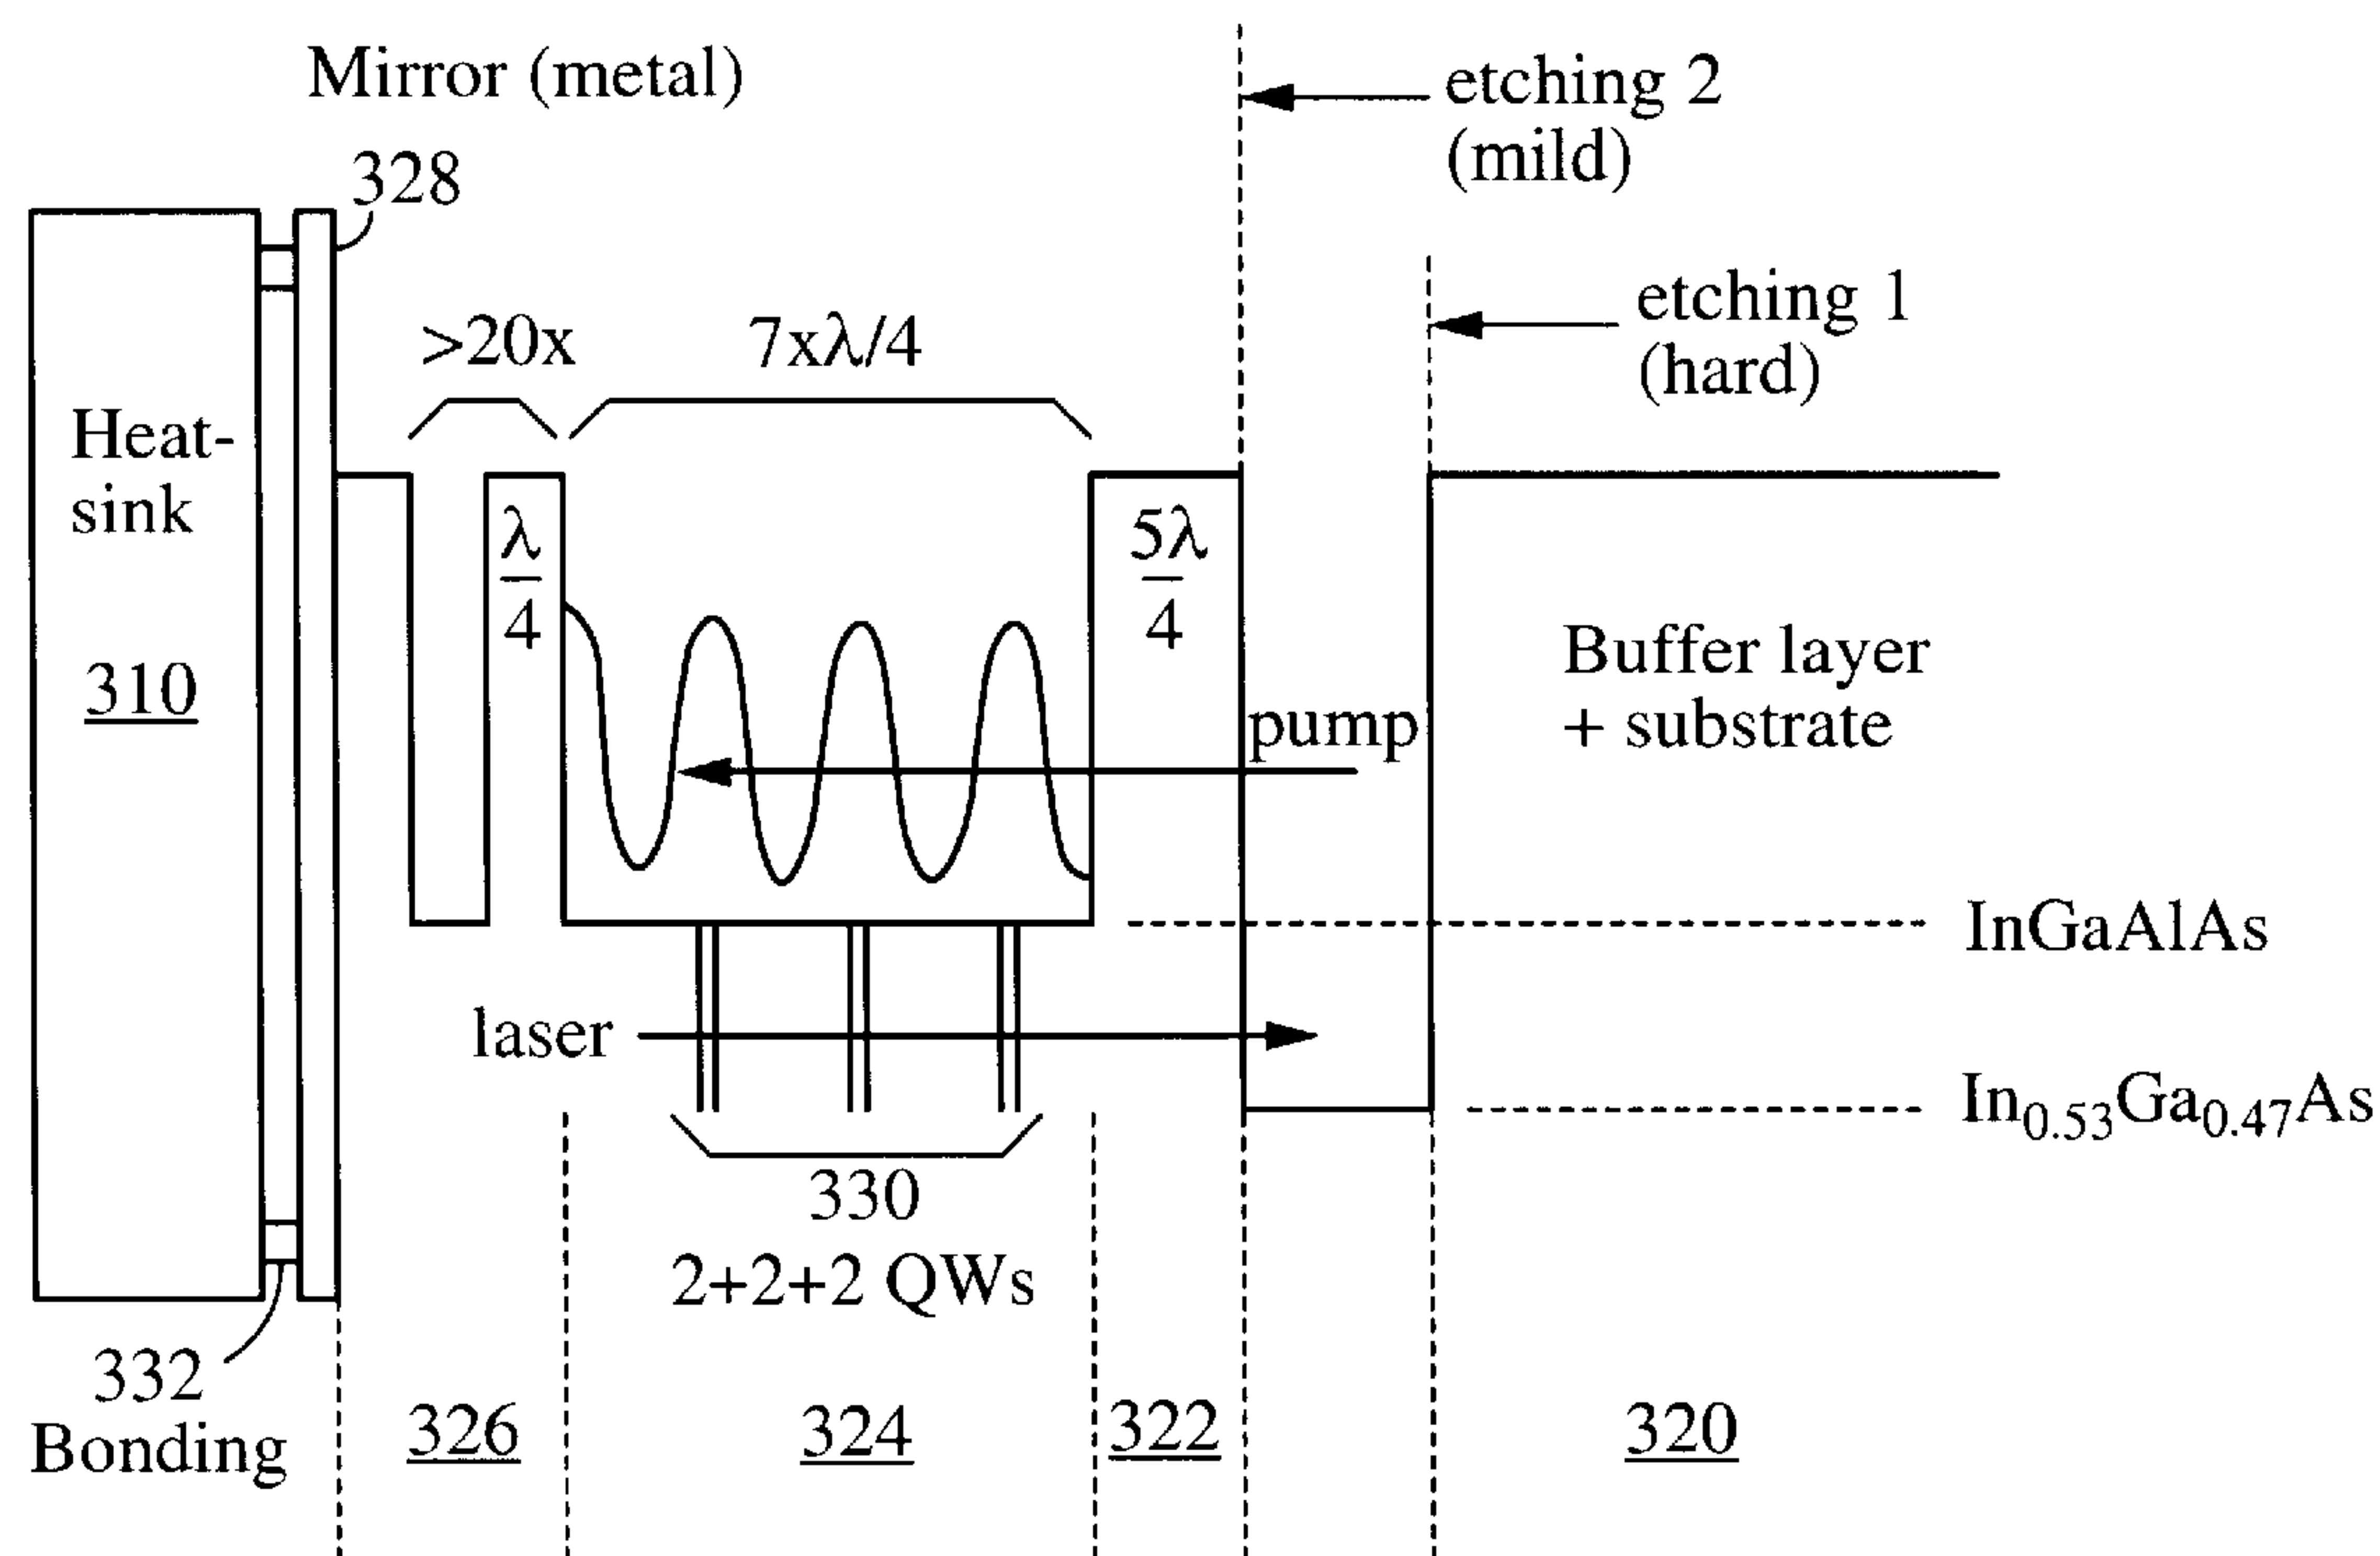 Mirror (metal)
328
etching 2
(mild)
etching 1
(hard)
>20x
7xλ/4
Heat-
sink
310
λ
4
5λ
4
Buffer layer
+ substrate
pump
InGaAlAs
laser
In0.53Ga0.47As
330
2+2+2 QWs
332
Bonding
326
324
322
320